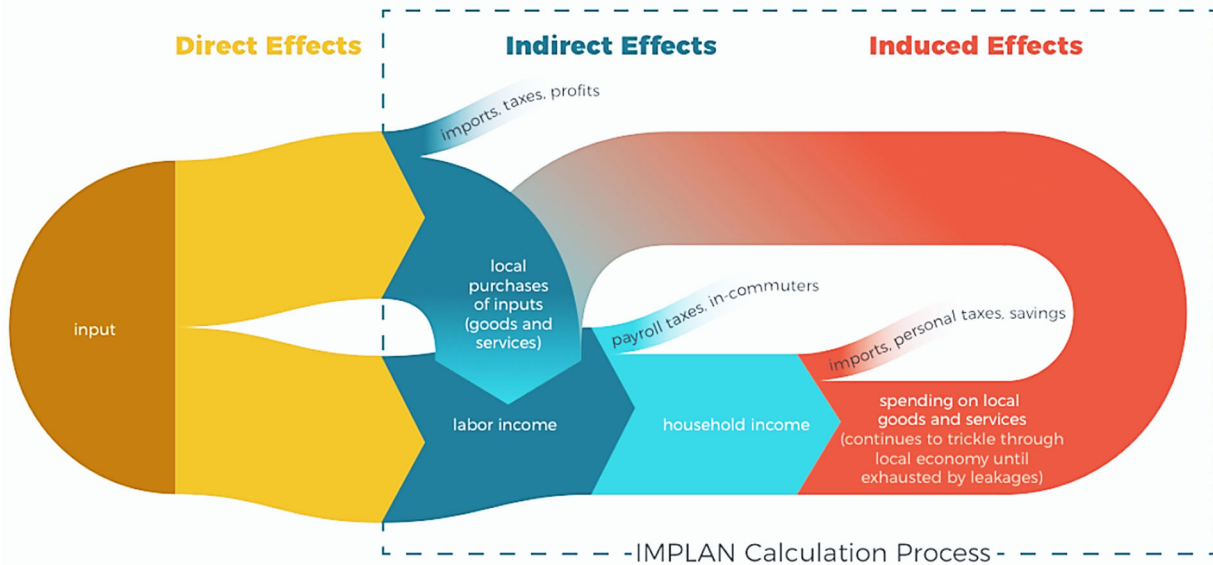 Direct Effects
Indirect Effects
Induced Effects
imports, taxes, profits
input
local
purchases
of inputs
(goods and
services)
payroll taxes, in-commuters
imports, personal taxes, savings
labor income
household income
spending on local
goods and services
(continues to trickle through
local economy until
exhausted by leakages)
IMPLAN Calculation Process